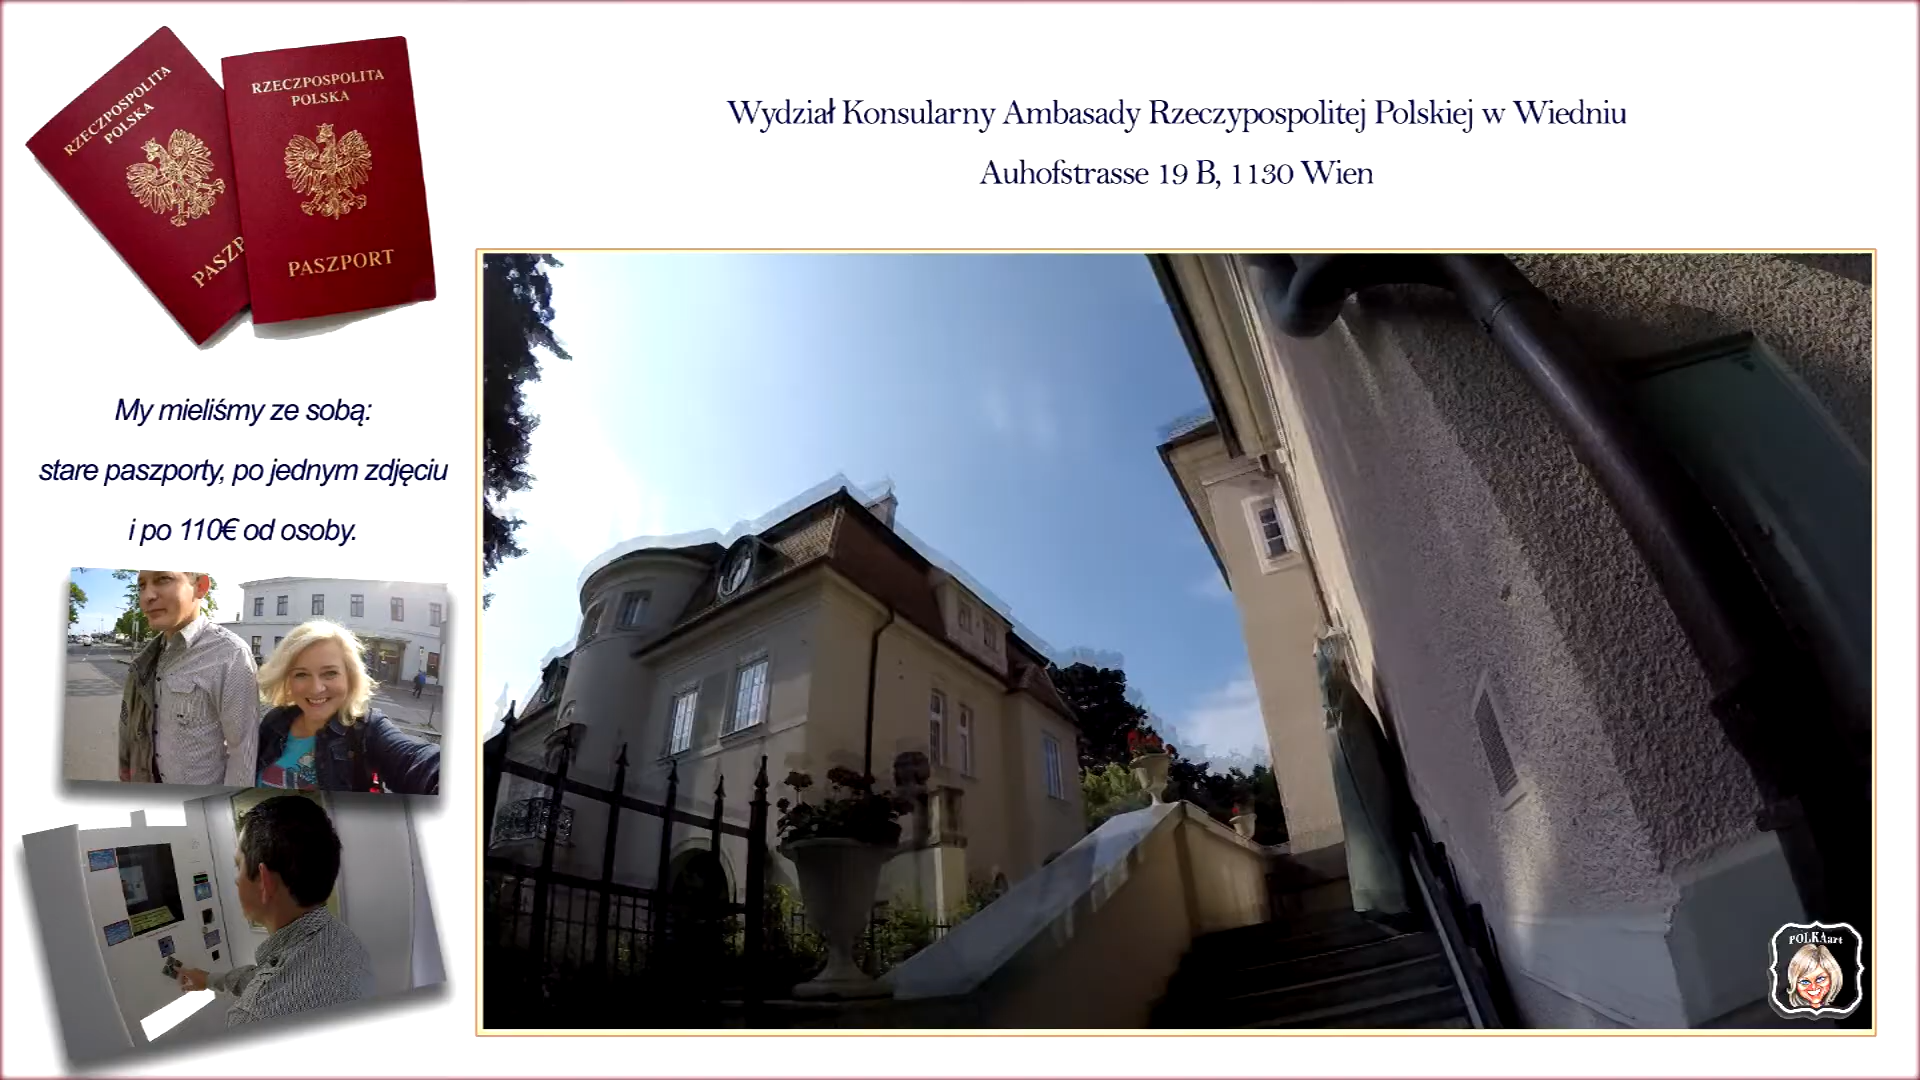 RZECZPOSPOLITA
POLSKA
PASZP
RZECZPOSPOLITA
POLSKA
PASZPORT
Wydział Konsularny Ambasady Rzeczypospolitej Polskiej w Wiedniu
Auhofstrasse 19 B, 1130 Wien
My mieliśmy ze sobą:
stare paszporty, po jednym zdjęciu
i po 110€ od osoby.
POLKAart